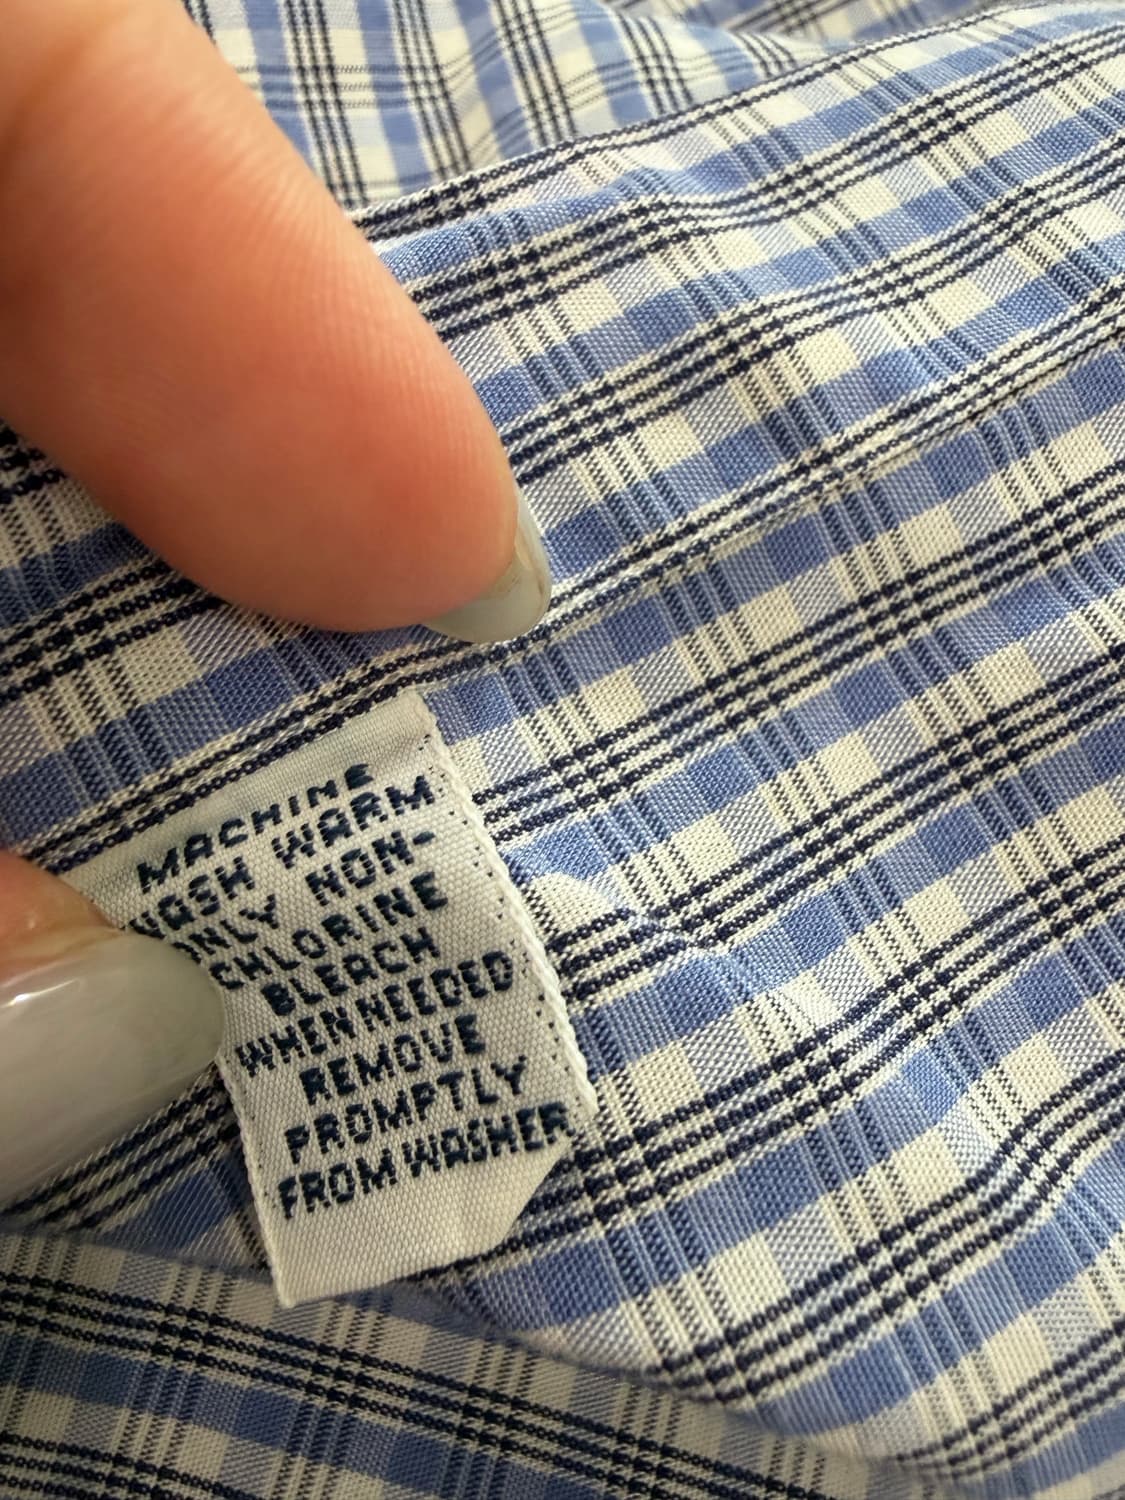 MACHINE
WASH WARM
ONLY NON-
CHLORINE
BLEACH
WHEN NEEDED
REMOVE
PROMPTLY
FROM WASHER